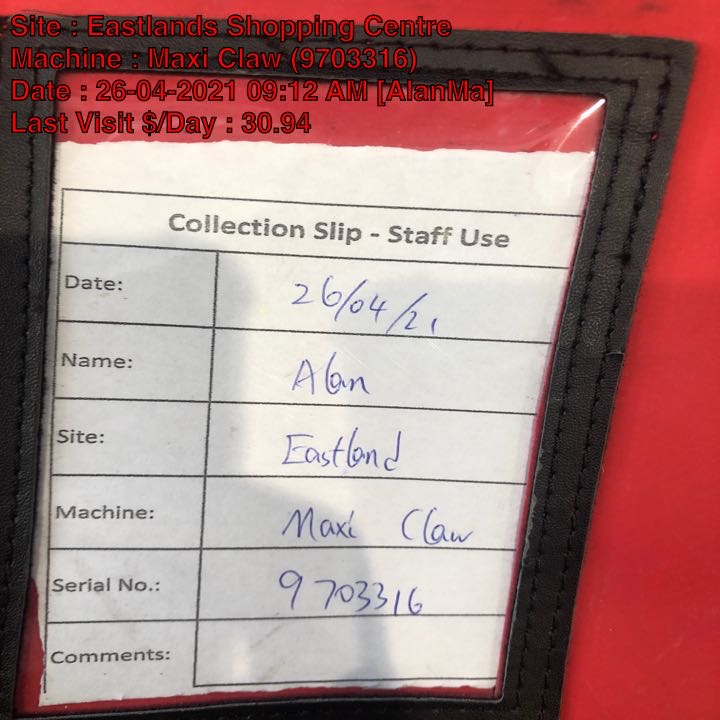 Site : Eastlands Shopping Centre
Machine : Maxi Claw (9703316)
Date : 26-04-2021 09:12 AM [AlanMa]
Last Visit $/Day : 30.94
Collection Slip - Staff Use
Date: 26/04/21
Name: Alan
Site: Eastland
Machine: Maxi Claw
Serial No.: 9703316
Comments: